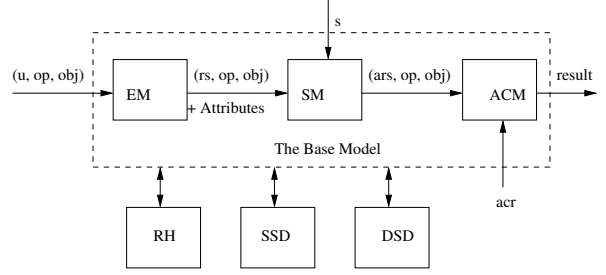 s
(u, op, obj)
(rs, op, obj)
(ars, op, obj)
result
EM
SM
ACM
+ Attributes
The Base Model
acr
RH
SSD
DSD